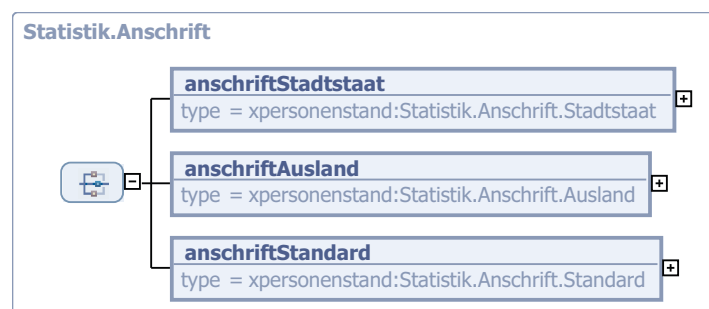 Statistik.Anschrift
anschriftStadtstaat
type = xpersonenstand:Statistik.Anschrift.Stadtstaat
anschriftAusland
type = xpersonenstand:Statistik.Anschrift.Ausland
anschriftStandard
type = xpersonenstand:Statistik.Anschrift.Standard